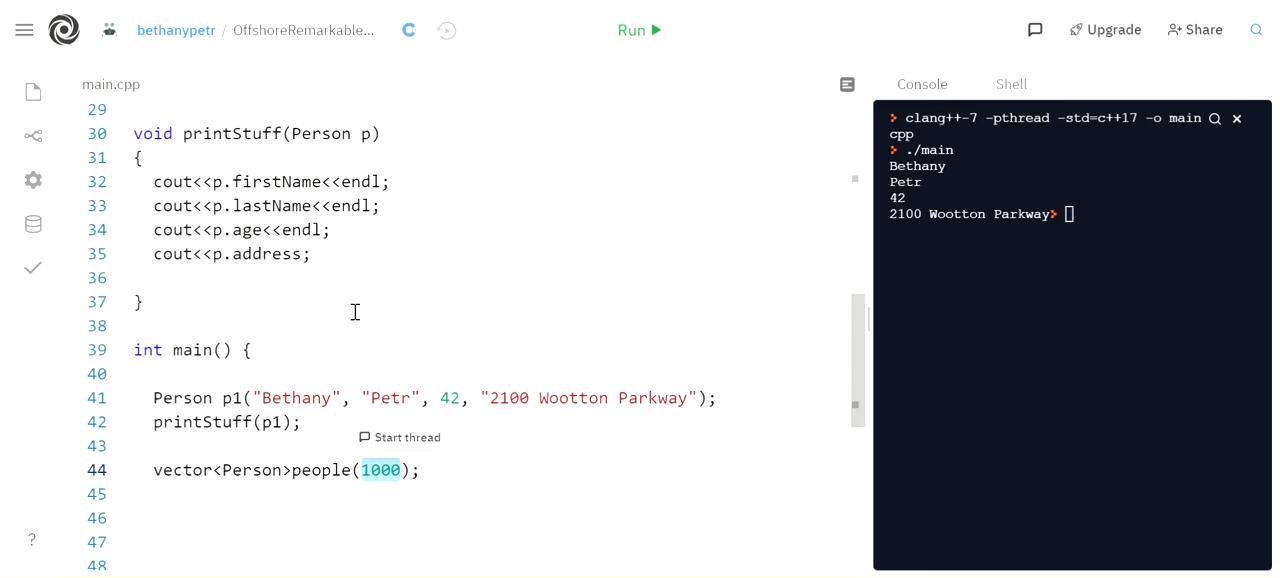 bethanypetr / OffshoreRemarkable... Run Upgrade Share
main.cpp Console Shell
29
30 void printStuff(Person p)
31 {
32 cout<<p.firstName<<endl;
33 cout<<p.lastName<<endl;
34 cout<<p.age<<endl;
35 cout<<p.address;
36
37 }
38
39 int main() {
40
41 Person p1("Bethany", "Petr", 42, "2100 Wootton Parkway");
42 printStuff(p1);
43
Start thread
44 vector<Person>people(1000);
45
46
47
48
?
clang++-7 -pthread -std=c++17 -o main
cpp
./main
Bethany
Petr
42
2100 Wootton Parkway